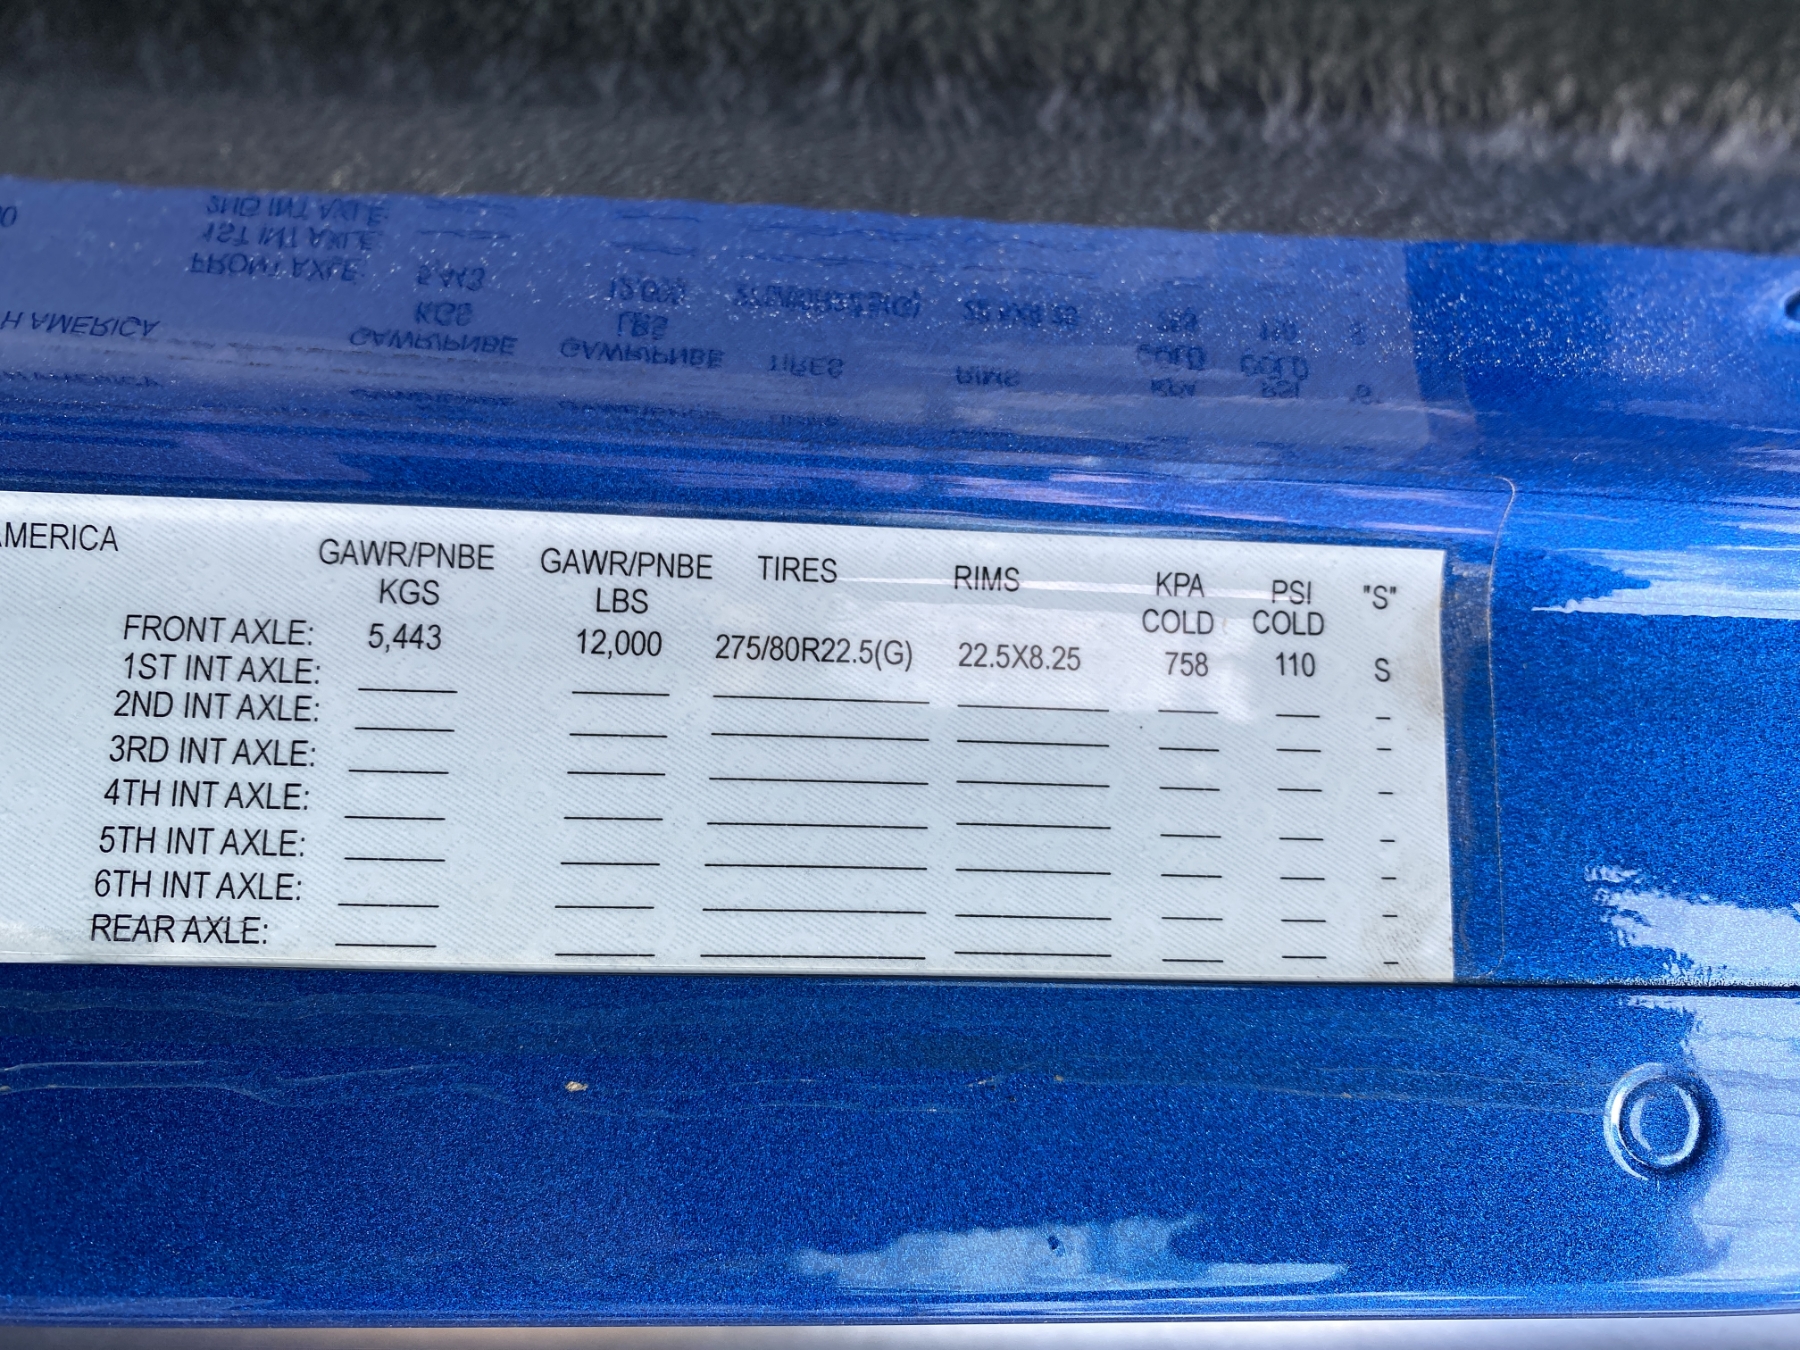 AMERICA
GAWR/PNBE GAWR/PNBE TIRES RIMS KPA PSI "S"
KGS LBS COLD COLD
FRONT AXLE: 5,443 12,000 275/80R22.5(G) 22.5X8.25 758 110 S
1ST INT AXLE:
2ND INT AXLE:
3RD INT AXLE:
4TH INT AXLE:
5TH INT AXLE:
6TH INT AXLE:
REAR AXLE: